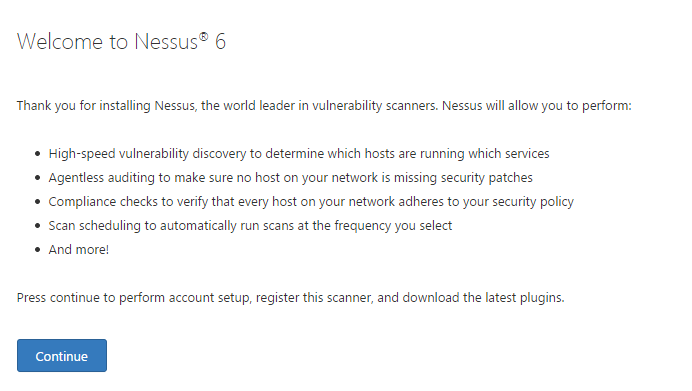 Welcome to Nessus® 6
Thank you for installing Nessus, the world leader in vulnerability scanners. Nessus will allow you to perform:
• High-speed vulnerability discovery to determine which hosts are running which services
• Agentless auditing to make sure no host on your network is missing security patches
• Compliance checks to verify that every host on your network adheres to your security policy
• Scan scheduling to automatically run scans at the frequency you select
• And more!
Press continue to perform account setup, register this scanner, and download the latest plugins.
Continue